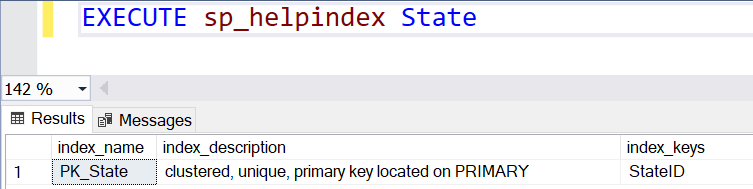 EXECUTE sp_helpindex State
142 %
Results Messages
index_name index_description index_keys
1 PK_State clustered, unique, primary key located on PRIMARY StateID